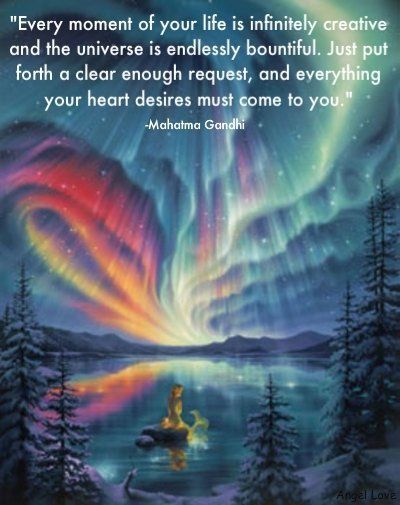 "Every moment of your life is infinitely creative
and the universe is endlessly bountiful. Just put
forth a clear enough request, and everything
your heart desires must come to you."
-Mahatma Gandhi
Angel Love